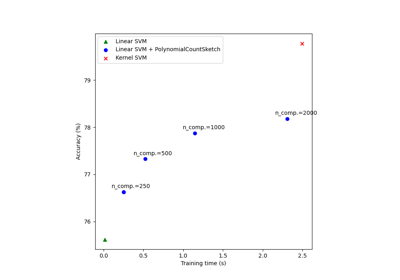 Linear SVM
Linear SVM + PolynomialCountSketch
Kernel SVM
79
n_comp.=2000
n_comp.=1000
78
n_comp.=500
77
n_comp.=250
76
Accuracy (%)
0.0 0.5 1.0 1.5 2.0 2.5
Training time (s)